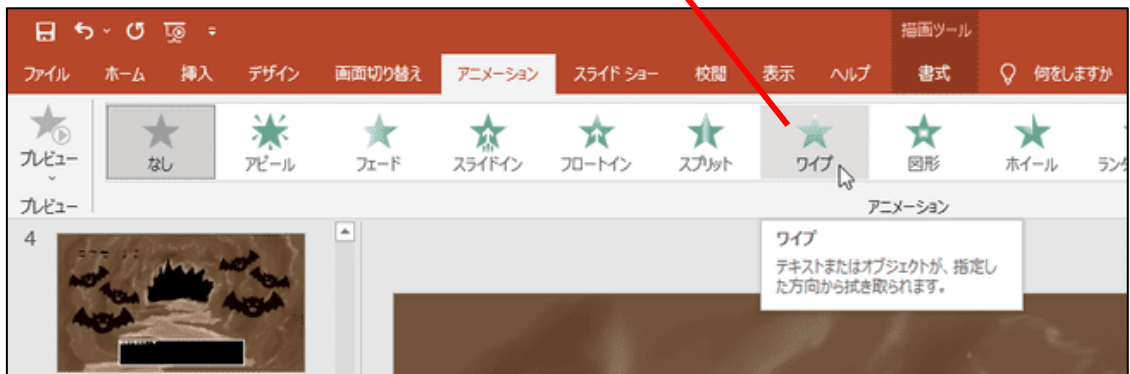 描画ツール
ファイル ホーム 挿入 デザイン 画面切り替え アニメーション スライド ショー 校閲 表示 ヘルプ 書式 何をしますか
プレビュー なし アピール フェード スライドイン フロートイン スプリット ワイプ 図形 ホイール ランダ
プレビュー アニメーション
4
ワイプ
テキストまたはオブジェクトが、指定し
た方向から拭き取られます。